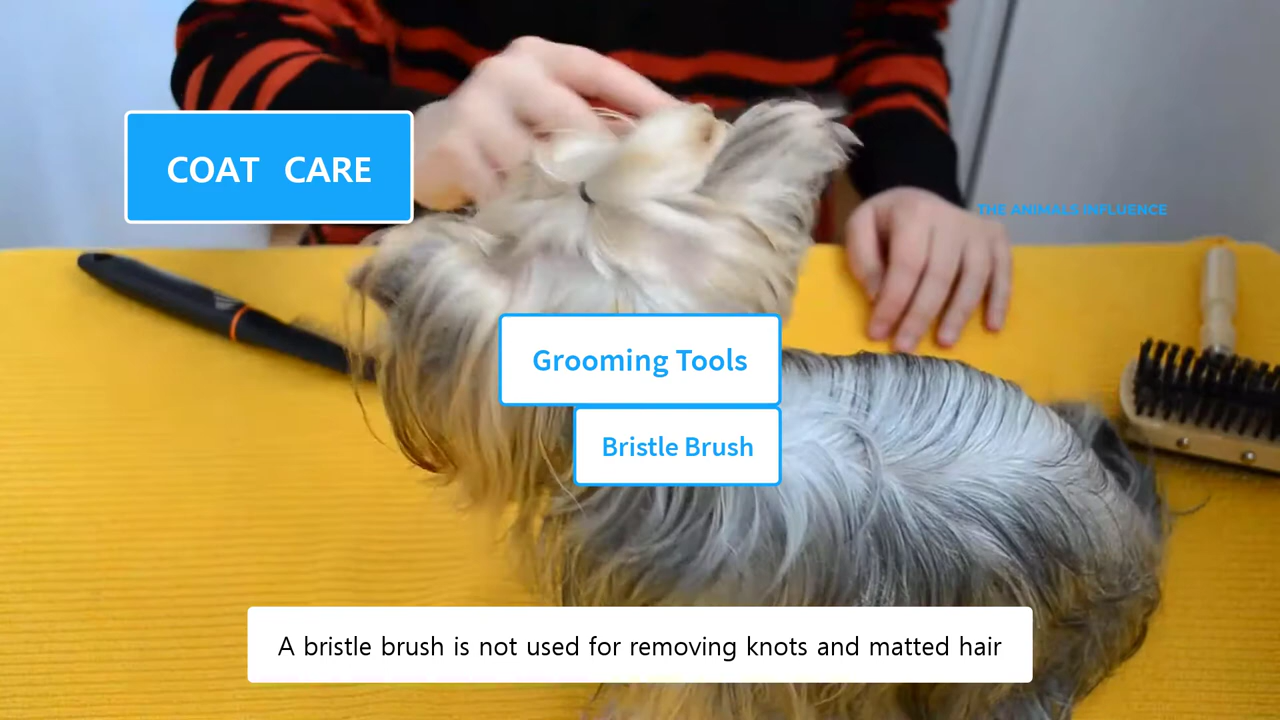 COAT CARE
THE ANIMALS INFLUENCE
Grooming Tools
Bristle Brush
A bristle brush is not used for removing knots and matted hair